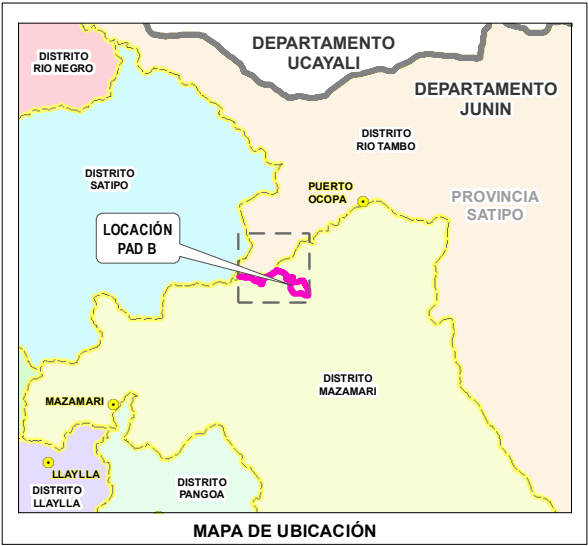 DEPARTAMENTO
UCAYALI
DISTRITO
RIO NEGRO
DEPARTAMENTO
JUNIN
DISTRITO
RIO TAMBO
DISTRITO
SATIPO
PUERTO
OCOPA
PROVINCIA
SATIPO
LOCACIÓN
PAD B
DISTRITO
MAZAMARI
MAZAMARI
LLAYLLA
DISTRITO
LLAYLLA
DISTRITO
PANGOA
MAPA DE UBICACIÓN